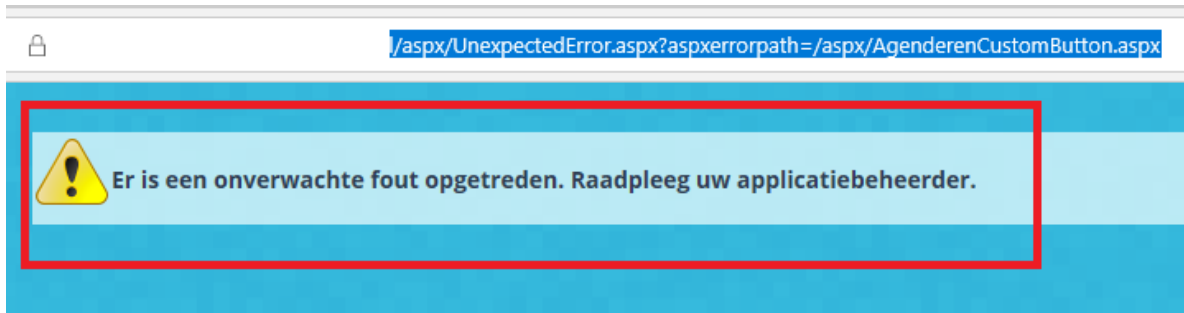 l/aspx/UnexpectedError.aspx?aspxerrorpath=/aspx/AgenderenCustomButton.aspx
Er is een onverwachte fout opgetreden. Raadpleeg uw applicatiebeheerder.